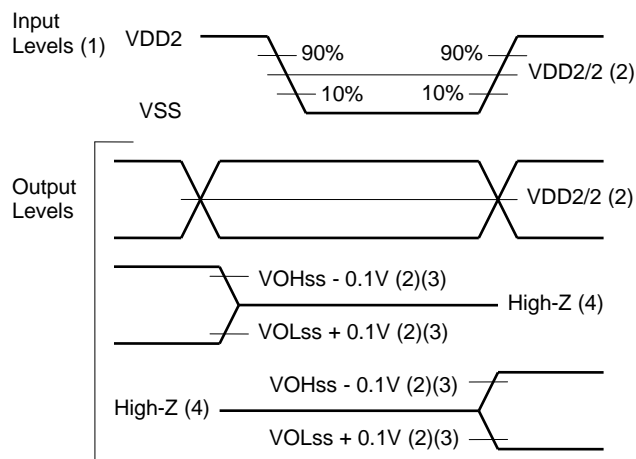 Input
Levels (1)
VDD2
90%
90%
VDD2/2 (2)
10%
10%
VSS
Output
Levels
VDD2/2 (2)
VOHss - 0.1V (2)(3)
High-Z (4)
VOLss + 0.1V (2)(3)
VOHss - 0.1V (2)(3)
High-Z (4)
VOLss + 0.1V (2)(3)